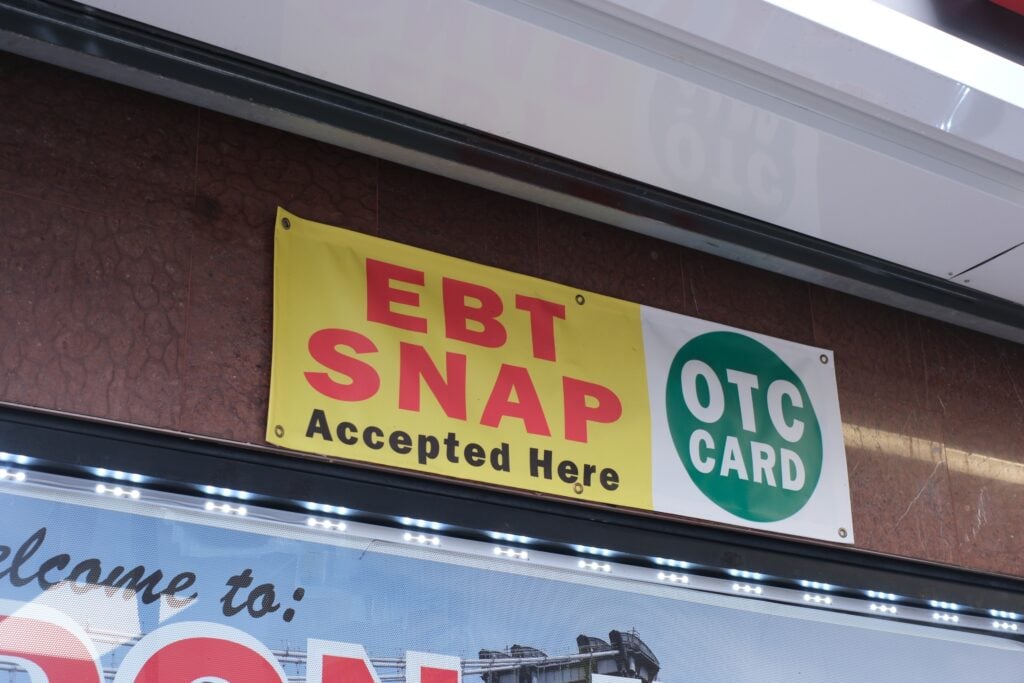 EBT
SNAP
Accepted Here
OTC
CARD
elcome to: